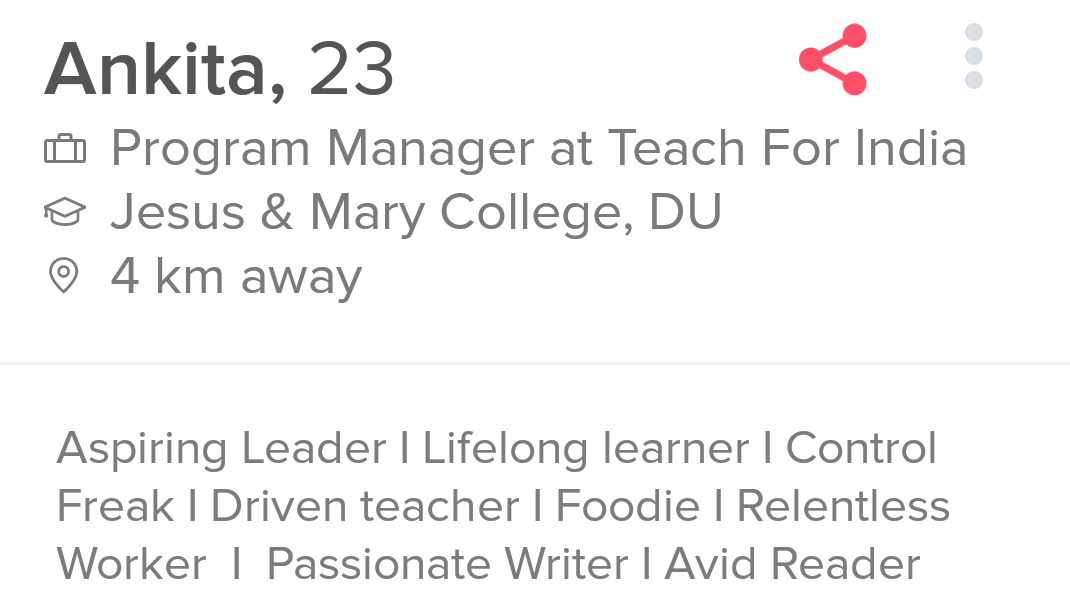 Ankita, 23
Program Manager at Teach For India
Jesus & Mary College, DU
4 km away
Aspiring Leader I Lifelong learner I Control
Freak I Driven teacher I Foodie I Relentless
Worker I Passionate Writer I Avid Reader